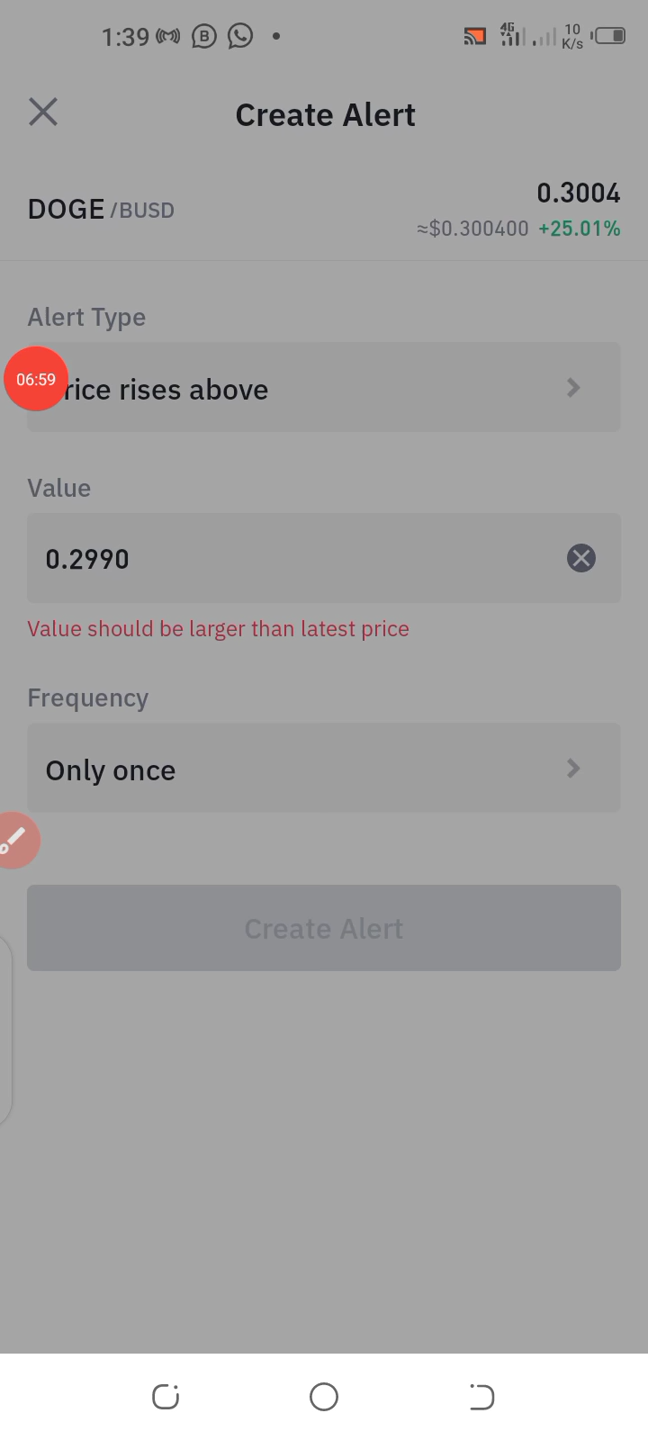 1:39 B 4G 10 K/s
Create Alert
DOGE /BUSD 0.3004
≈$0.300400 +25.01%
Alert Type
06:59 rice rises above
Value
0.2990
Value should be larger than latest price
Frequency
Only once
Create Alert